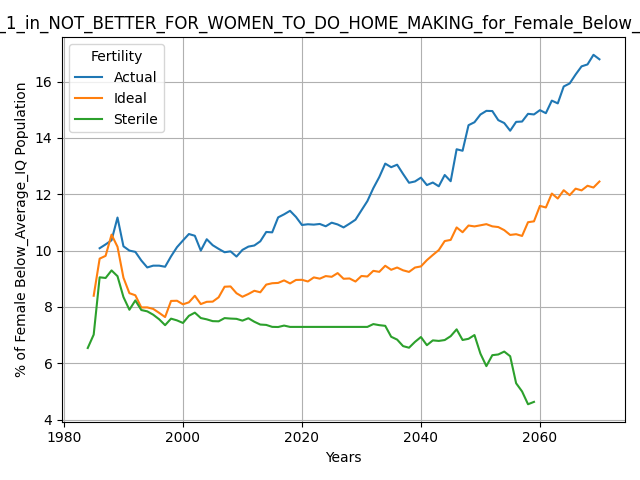 _1_in_NOT_BETTER_FOR_WOMEN_TO_DO_HOME_MAKING_for_Female_Below_
Fertility
Actual
Ideal
Sterile
% of Female Below_Average_IQ Population
16
14
12
10
8
6
4
1980 2000 2020 2040 2060
Years